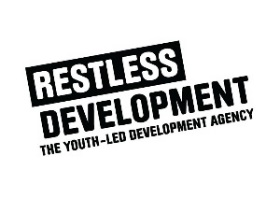 RESTLESS
DEVELOPMENT
THE YOUTH-LED DEVELOPMENT AGENCY